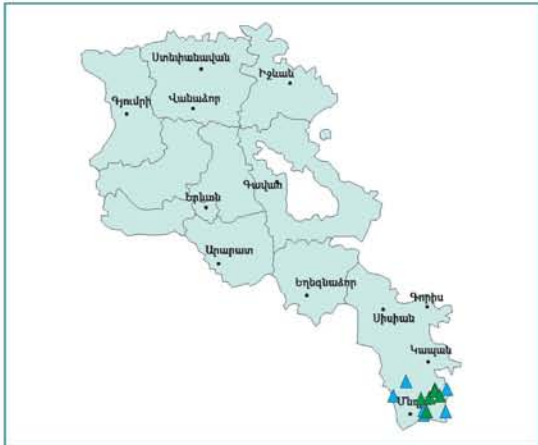 Ստեփանավան
Իջևան
Գյումրի
Վանաձոր
Գավառ
Երևան
Արարատ
Եղեգնաձոր
Գորիս
Սիսիան
Կապան